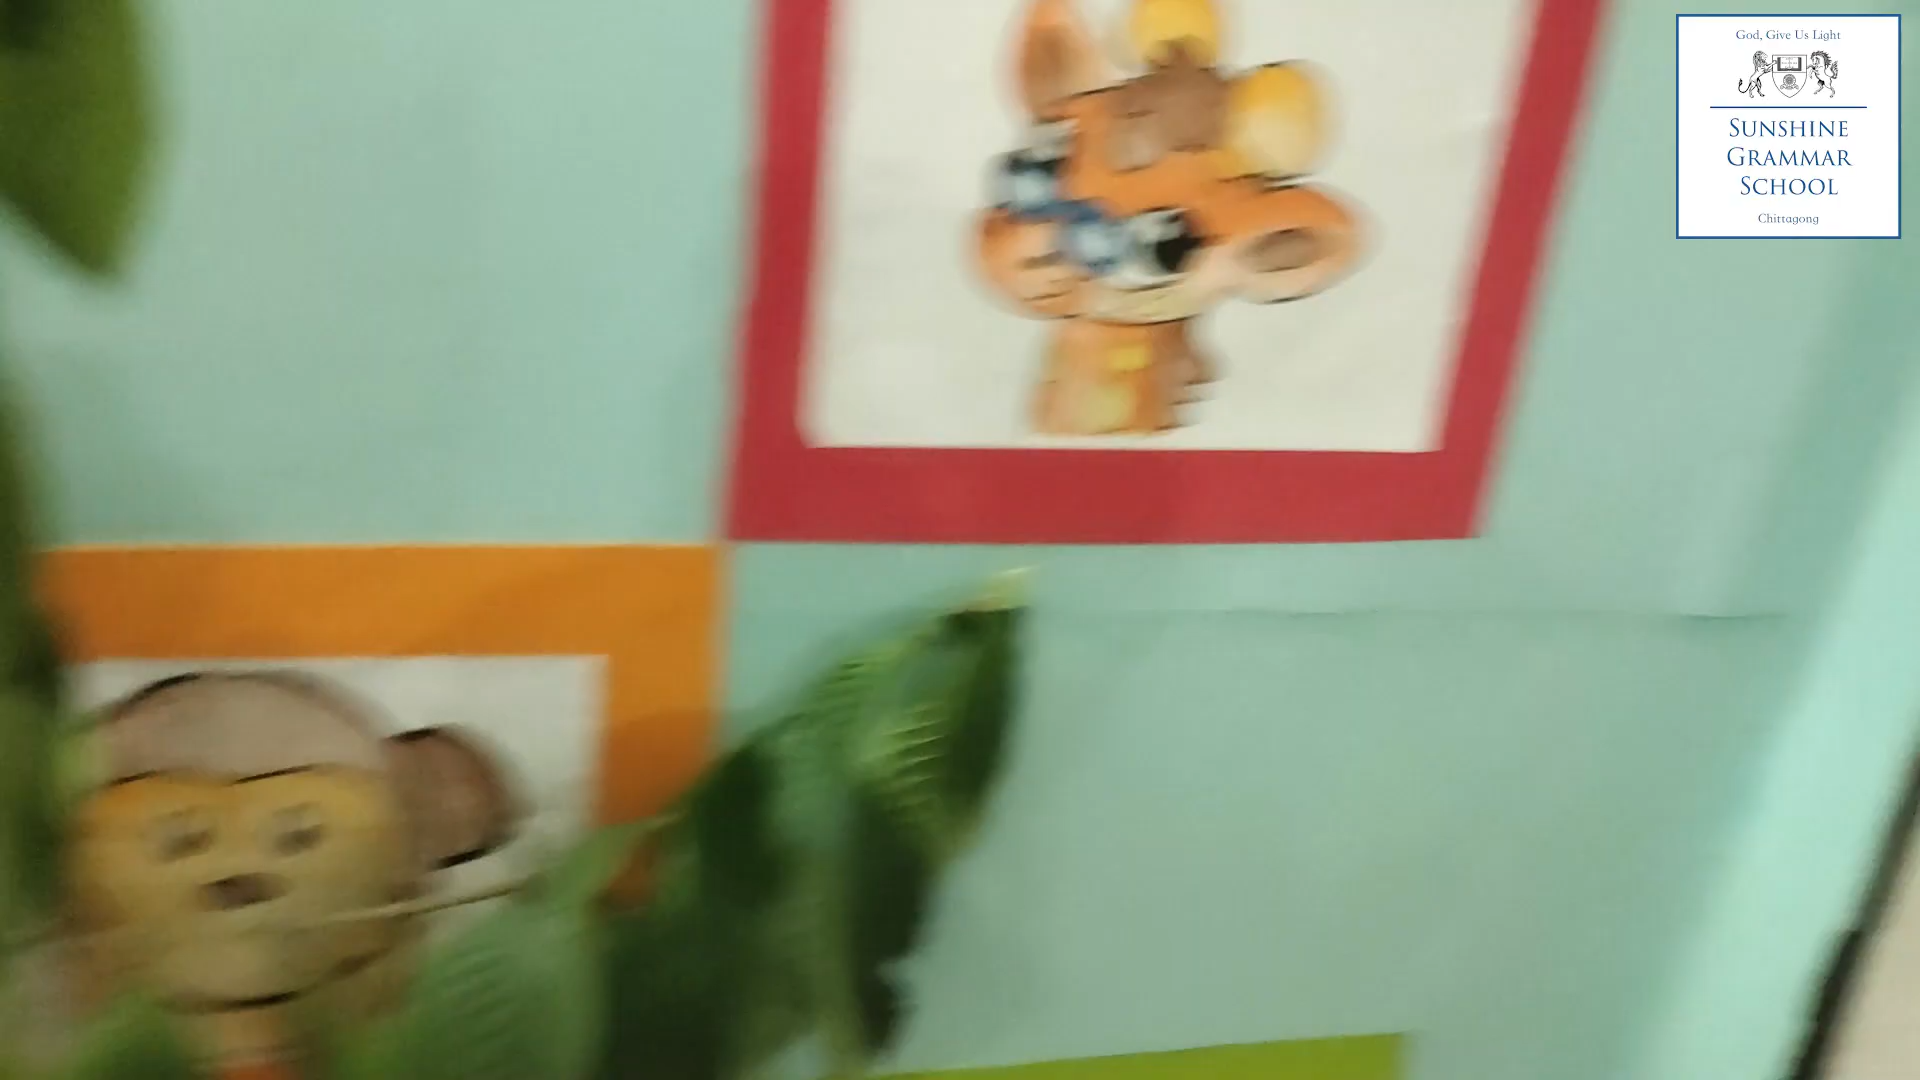 God, Give Us Light
SUNSHINE
GRAMMAR
SCHOOL
Chittagong